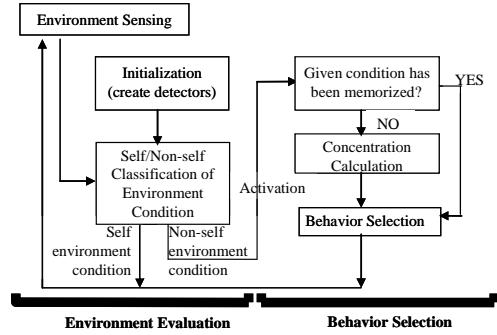 Environment Sensing
Initialization
(create detectors)
Self/Non-self
Classification of
Environment
Condition
Self
environment
condition
Non-self
environment
condition
Activation
Given condition has
been memorized?
YES
NO
Concentration
Calculation
Behavior Selection
Environment Evaluation
Behavior Selection